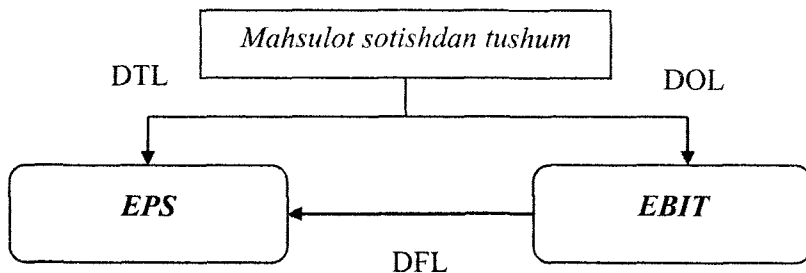 Mahsulot sotishdan tushum
DTL
DOL
EPS
EBIT
DFL